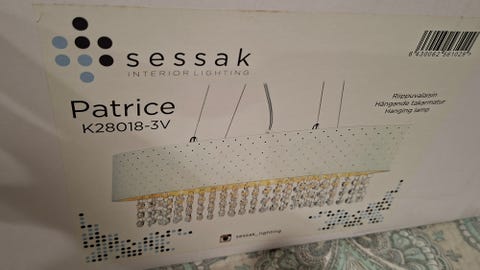 sessak
INTERIOR LIGHTING
Patrice
K28018-3V
Riippuvalaisin
Hängande takarmatur
Hanging lamp
sessak_lighting